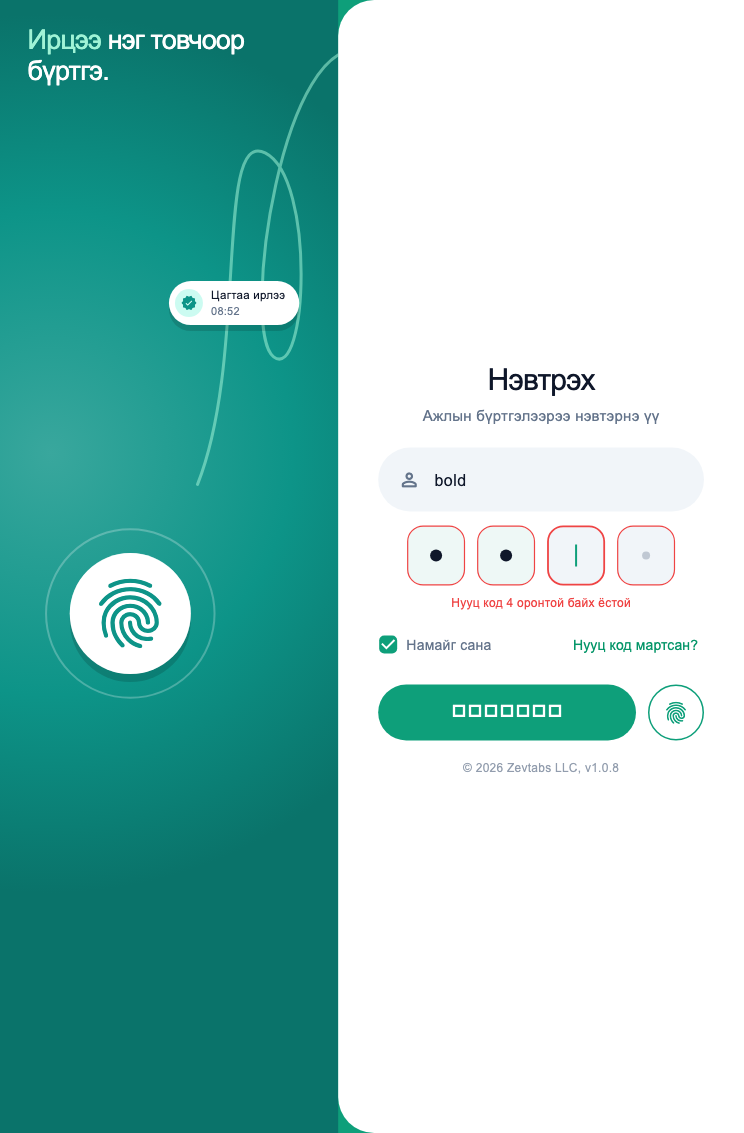 Ирцээ нэг товчоор
бүртгэ.
Цагтаа ирлээ
08:52
Нэвтрэх
Ажлын бүртгэлээрээ нэвтэрнэ үү
bold
Нууц код 4 оронтой байх ёстой
Намайг сана
Нууц код мартсан?
© 2026 Zevtabs LLC, v1.0.8